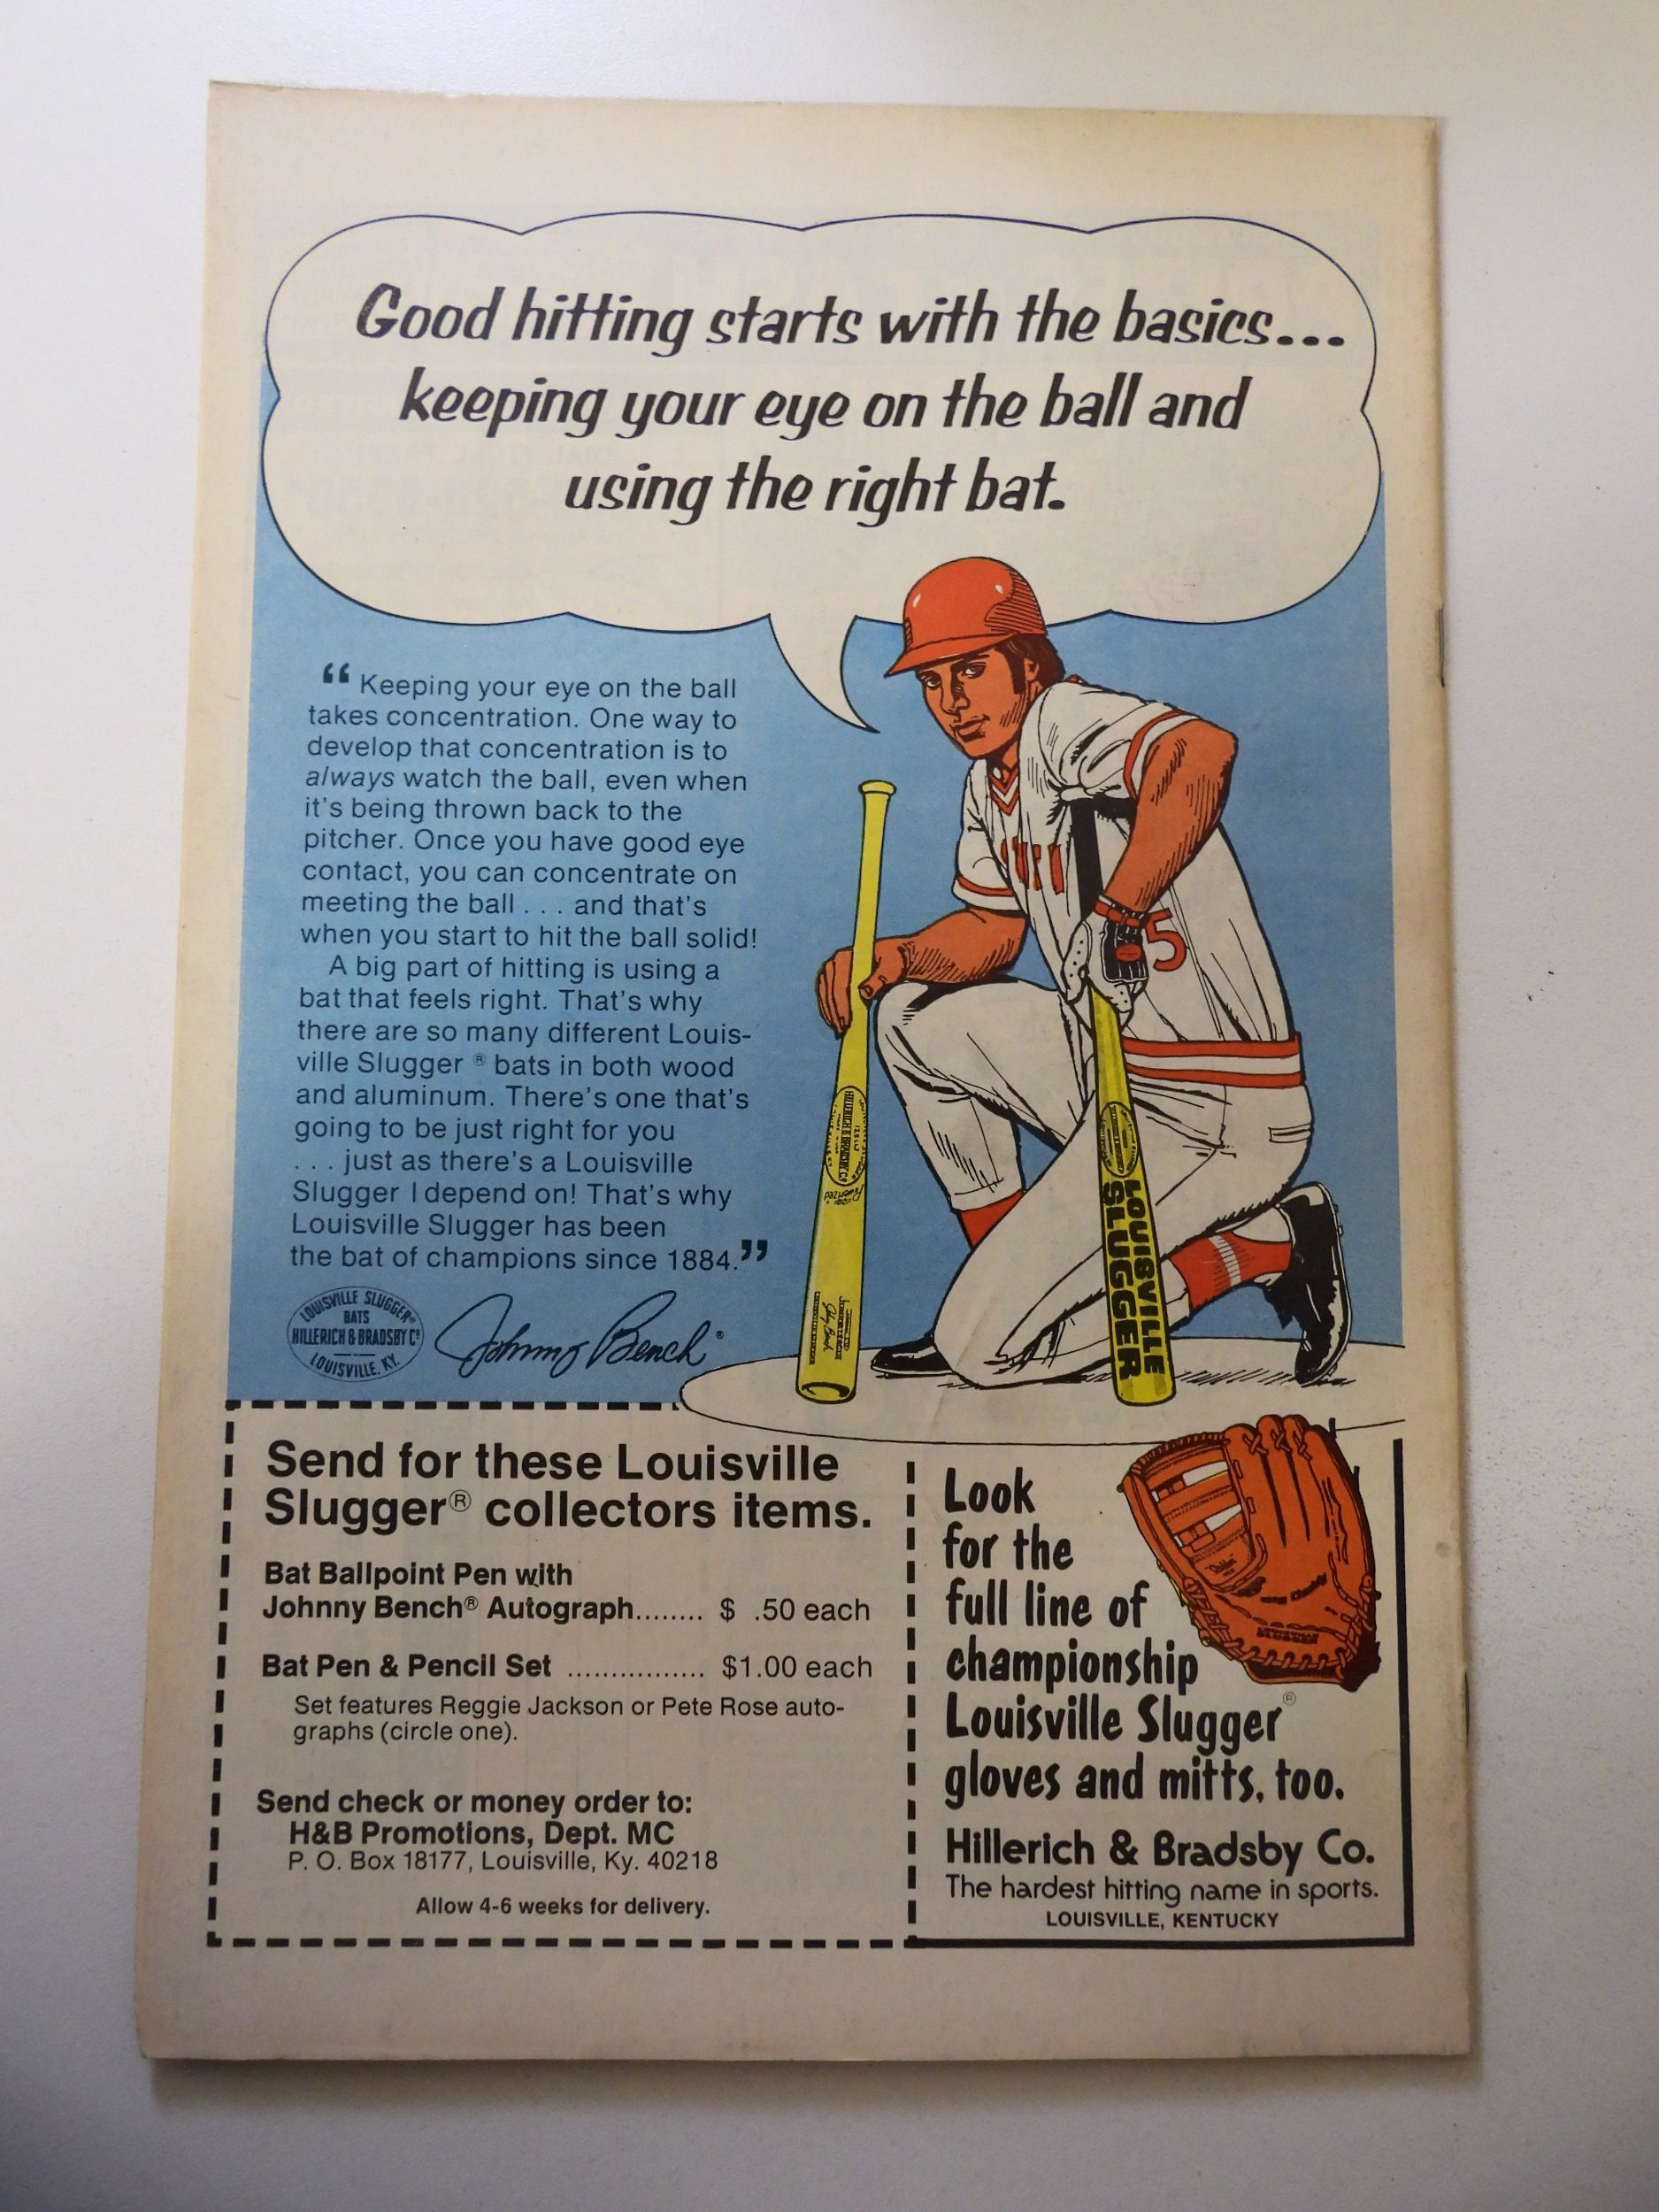 Good hitting starts with the basics...
keeping your eye on the ball and
using the right bat.
“ Keeping your eye on the ball
takes concentration. One way to
develop that concentration is to
always watch the ball, even when
it's being thrown back to the
pitcher. Once you have good eye
contact, you can concentrate on
meeting the ball . . . and that's
when you start to hit the ball solid!
A big part of hitting is using a
bat that feels right. That's why
there are so many different Louis-
ville Slugger ® bats in both wood
and aluminum. There's one that's
going to be just right for you
. . . just as there's a Louisville
Slugger I depend on! That's why
Louisville Slugger has been
the bat of champions since 1884.”
LOUISVILLE SLUGGER®
BATS
HILLERICH & BRADSBY Cº
LOUISVILLE, KY.
Johnny Bench ®
5
HILLERICH & BRADSBY Cº
Powerized
LOUISVILLE
SLUGGER
Send for these Louisville
Slugger® collectors items.
Bat Ballpoint Pen with
Johnny Bench® Autograph........ $ .50 each
Bat Pen & Pencil Set ................ $1.00 each
Set features Reggie Jackson or Pete Rose auto-
graphs (circle one).
Send check or money order to:
H&B Promotions, Dept. MC
P. O. Box 18177, Louisville, Ky. 40218
Allow 4-6 weeks for delivery.
Look
for the
full line of
championship
Louisville Slugger®
gloves and mitts, too.
Hillerich & Bradsby Co.
The hardest hitting name in sports.
LOUISVILLE, KENTUCKY